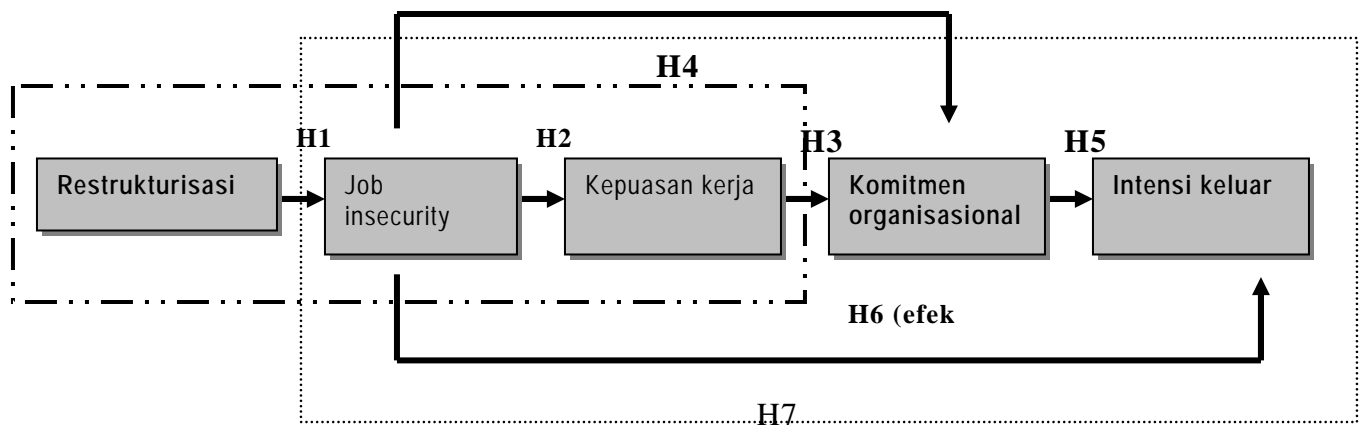 H4
H1
H2
H3
H5
Restrukturisasi
Job
insecurity
Kepuasan kerja
Komitmen
organisasional
Intensi keluar
H6 (efek
H7